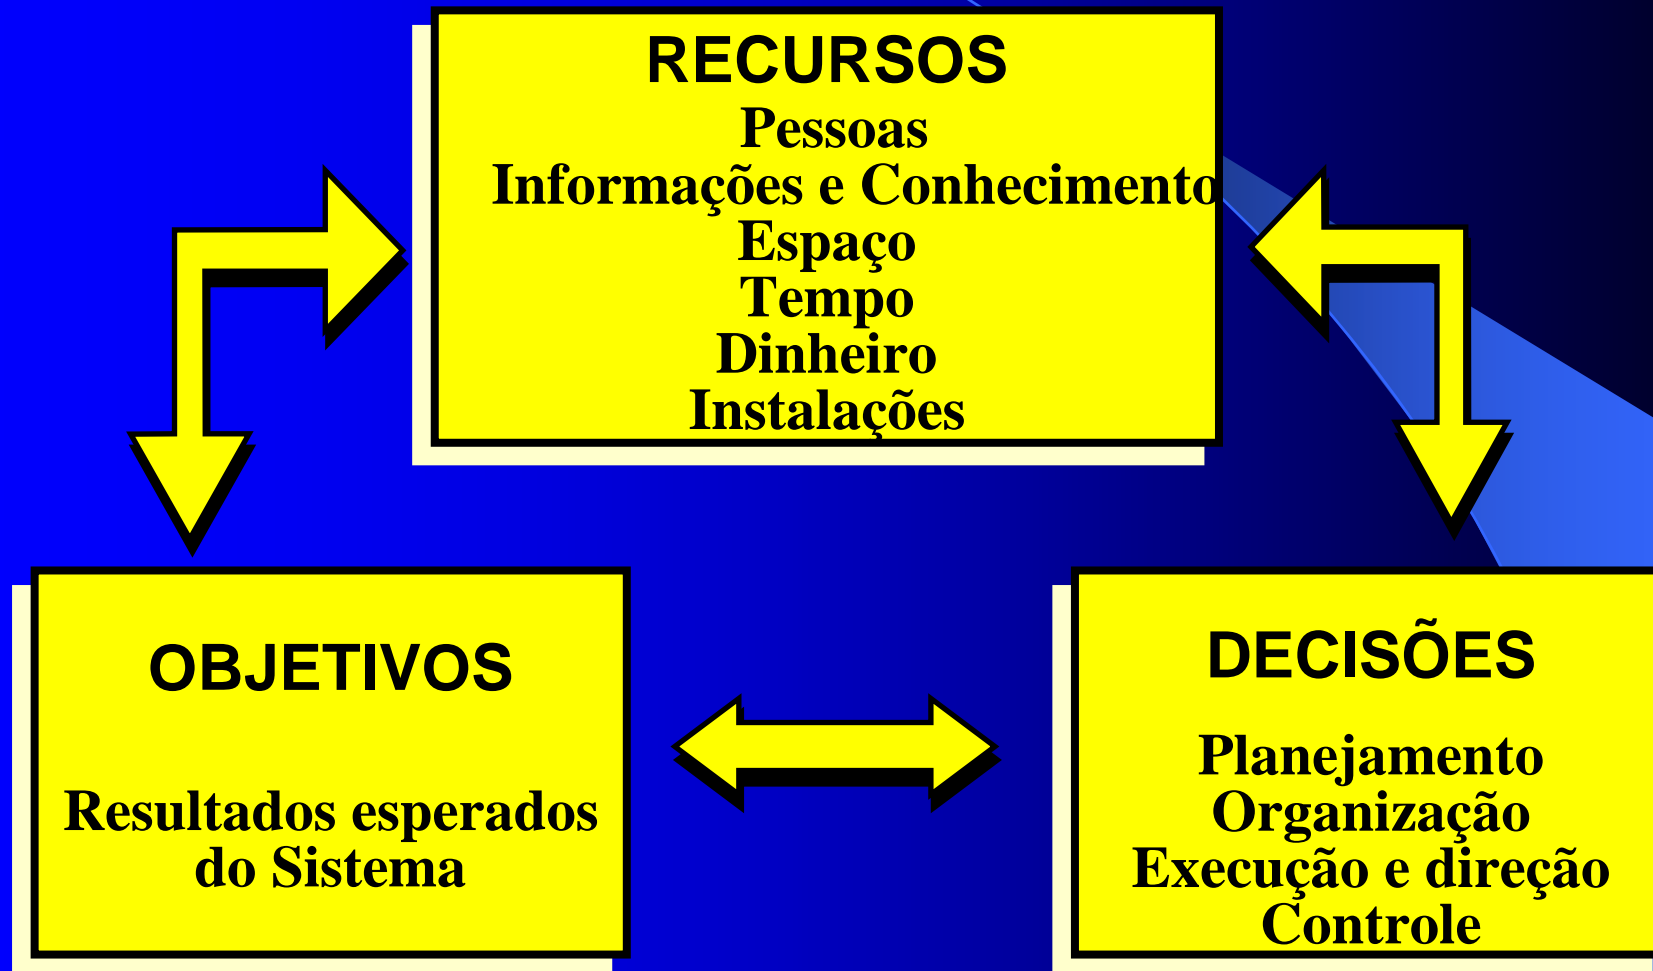 RECURSOS
Pessoas
Informações e Conhecimento
Espaço
Tempo
Dinheiro
Instalações
OBJETIVOS
Resultados esperados
do Sistema
DECISÕES
Planejamento
Organização
Execução e direção
Controle